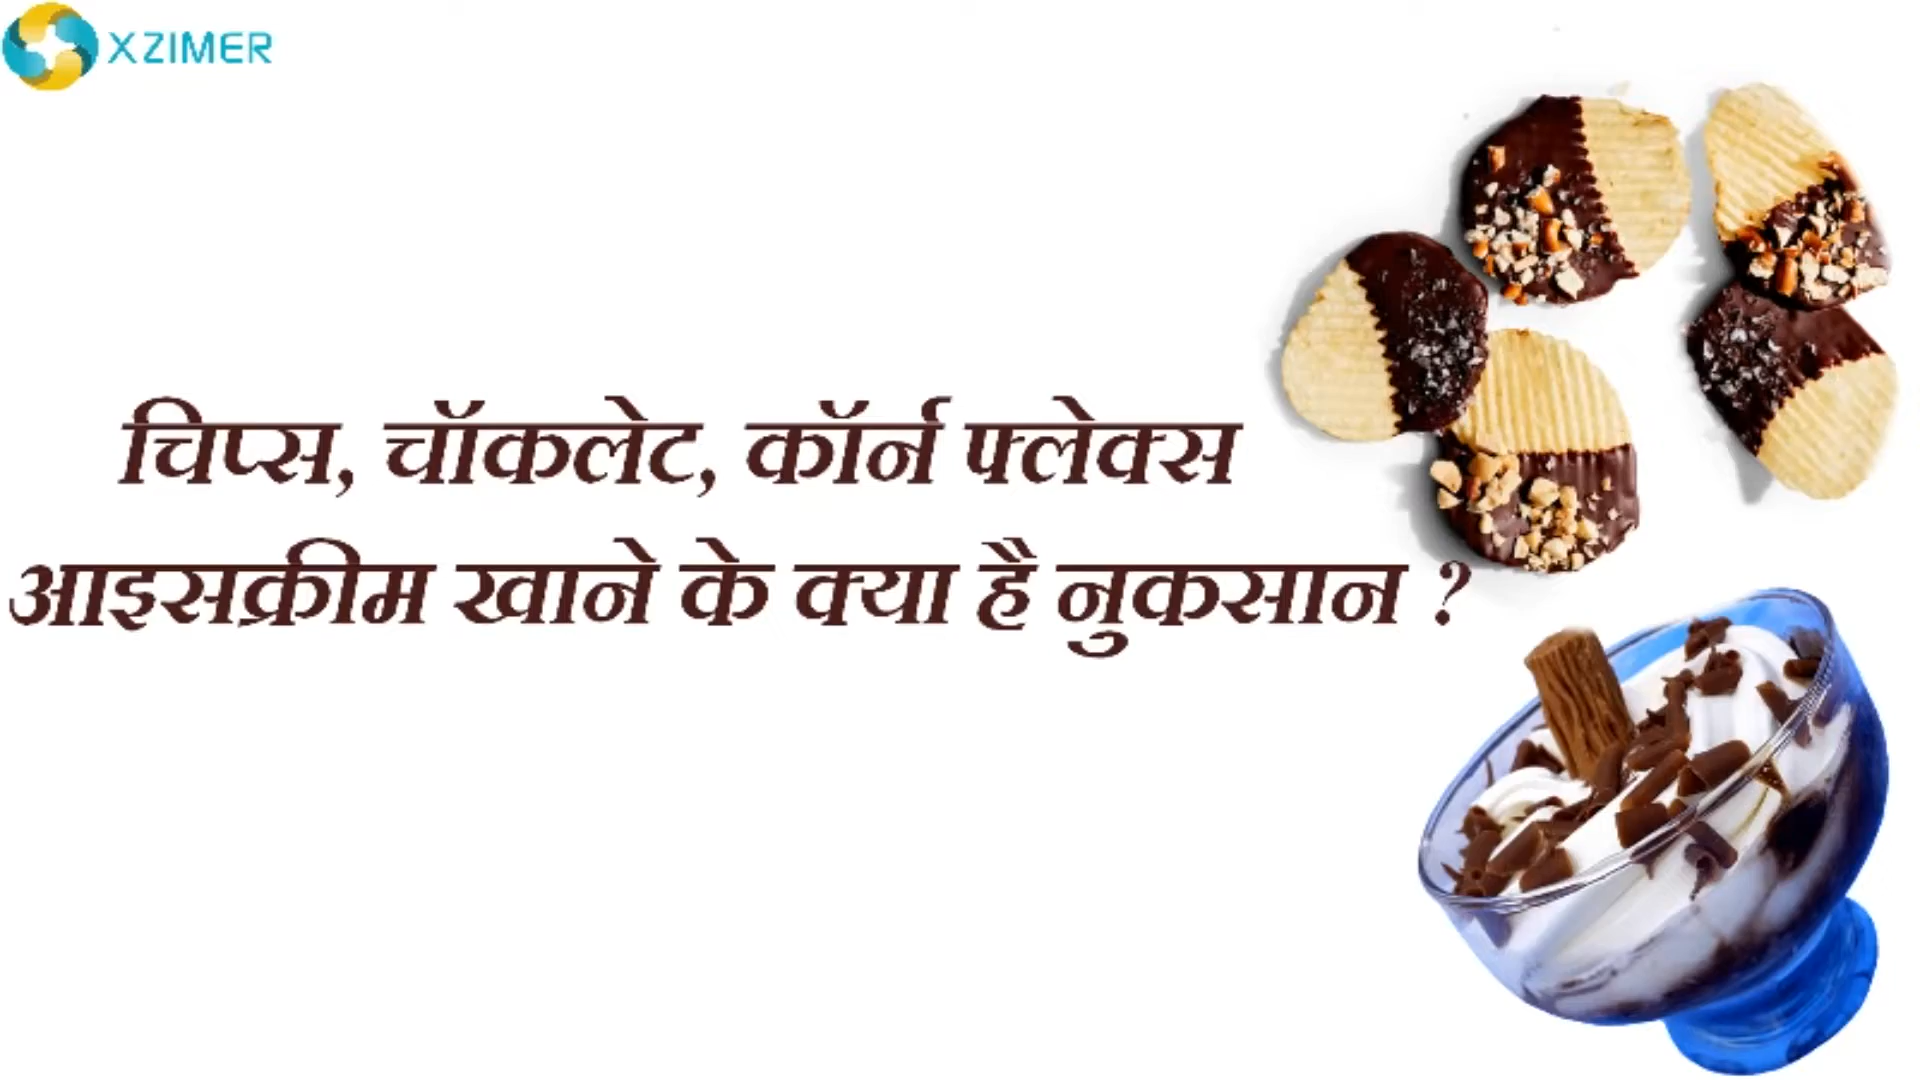 XZIMER
चिप्स, चॉकलेट, कॉर्न फ्लेक्स
आइसक्रीम खाने के क्या है नुकसान ?